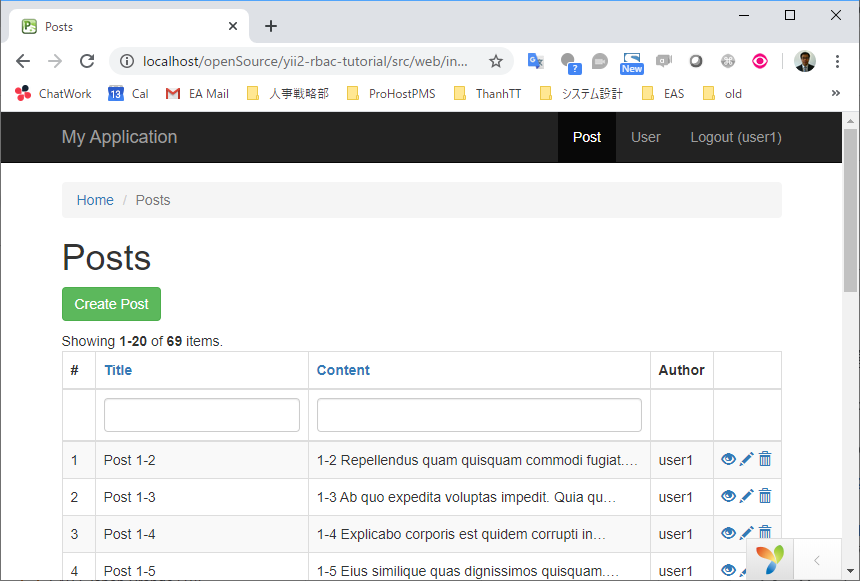 Posts
localhost/openSource/yii2-rbac-tutorial/src/web/in...
?
New
ChatWork 13 Cal EA Mail 人事戦略部 ProHostPMS ThanhTT システム設計 EAS old »
My Application Post User Logout (user1)
Home / Posts
Posts
Create Post
Showing 1-20 of 69 items.
# Title Content Author
1 Post 1-2 1-2 Repellendus quam quisquam commodi fugiat.… user1
2 Post 1-3 1-3 Ab quo expedita voluptas impedit. Quia qu… user1
3 Post 1-4 1-4 Explicabo corporis est quidem corrupti in… user1
4 Post 1-5 1-5 Eius similique quas dignissimos quisquam.… user1